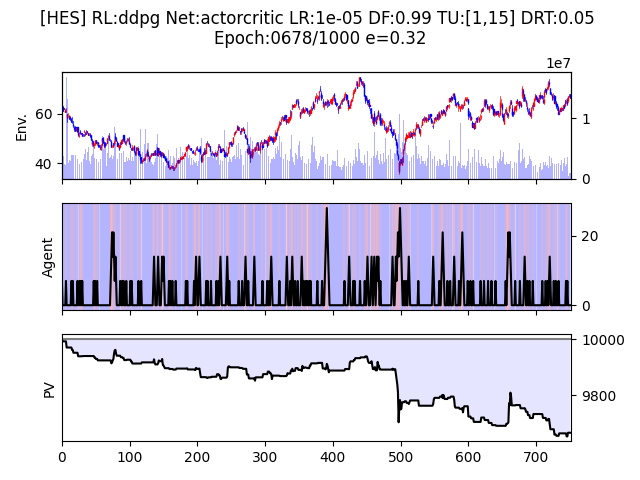 [HES] RL:ddpg Net:actorcritic LR:1e-05 DF:0.99 TU:[1,15] DRT:0.05
Epoch:0678/1000 e=0.32
1e7
Env.
60
40
1
0
Agent
20
0
PV
10000
9800
0 100 200 300 400 500 600 700